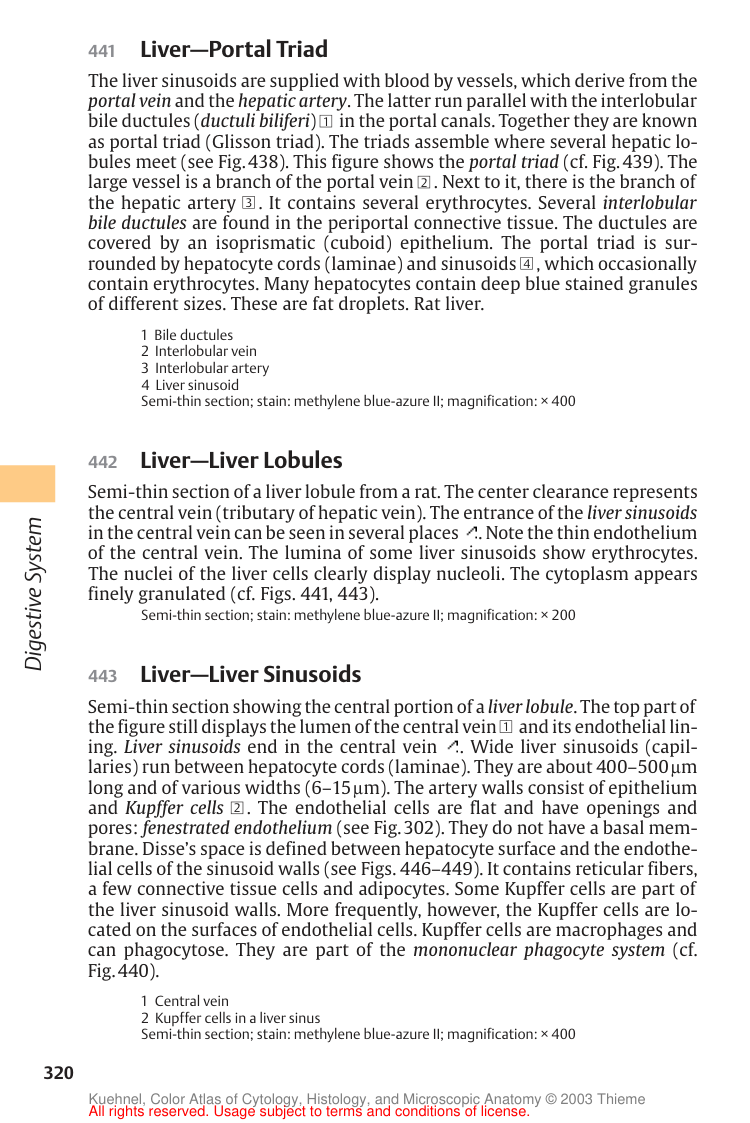 441 Liver—Portal Triad
The liver sinusoids are supplied with blood by vessels, which derive from the
portal vein and the hepatic artery. The latter run parallel with the interlobular
bile ductules (ductuli biliferi) 1 in the portal canals. Together they are known
as portal triad (Glisson triad). The triads assemble where several hepatic lo-
bules meet (see Fig. 438). This figure shows the portal triad (cf. Fig. 439). The
large vessel is a branch of the portal vein 2. Next to it, there is the branch of
the hepatic artery 3. It contains several erythrocytes. Several interlobular
bile ductules are found in the periportal connective tissue. The ductules are
covered by an isoprismatic (cuboid) epithelium. The portal triad is sur-
rounded by hepatocyte cords (laminae) and sinusoids 4, which occasionally
contain erythrocytes. Many hepatocytes contain deep blue stained granules
of different sizes. These are fat droplets. Rat liver.
1 Bile ductules
2 Interlobular vein
3 Interlobular artery
4 Liver sinusoid
Semi-thin section; stain: methylene blue-azure II; magnification: × 400
442 Liver—Liver Lobules
Semi-thin section of a liver lobule from a rat. The center clearance represents
the central vein (tributary of hepatic vein). The entrance of the liver sinusoids
in the central vein can be seen in several places ↗. Note the thin endothelium
of the central vein. The lumina of some liver sinusoids show erythrocytes.
The nuclei of the liver cells clearly display nucleoli. The cytoplasm appears
finely granulated (cf. Figs. 441, 443).
Semi-thin section; stain: methylene blue-azure II; magnification: × 200
Digestive System
443 Liver—Liver Sinusoids
Semi-thin section showing the central portion of a liver lobule. The top part of
the figure still displays the lumen of the central vein 1 and its endothelial lin-
ing. Liver sinusoids end in the central vein ↗. Wide liver sinusoids (capil-
laries) run between hepatocyte cords (laminae). They are about 400–500 µm
long and of various widths (6–15 µm). The artery walls consist of epithelium
and Kupffer cells 2. The endothelial cells are flat and have openings and
pores: fenestrated endothelium (see Fig. 302). They do not have a basal mem-
brane. Disse's space is defined between hepatocyte surface and the endothe-
lial cells of the sinusoid walls (see Figs. 446–449). It contains reticular fibers,
a few connective tissue cells and adipocytes. Some Kupffer cells are part of
the liver sinusoid walls. More frequently, however, the Kupffer cells are lo-
cated on the surfaces of endothelial cells. Kupffer cells are macrophages and
can phagocytose. They are part of the mononuclear phagocyte system (cf.
Fig. 440).
1 Central vein
2 Kupffer cells in a liver sinus
Semi-thin section; stain: methylene blue-azure II; magnification: × 400
320
Kuehnel, Color Atlas of Cytology, Histology, and Microscopic Anatomy © 2003 Thieme
All rights reserved. Usage subject to terms and conditions of license.